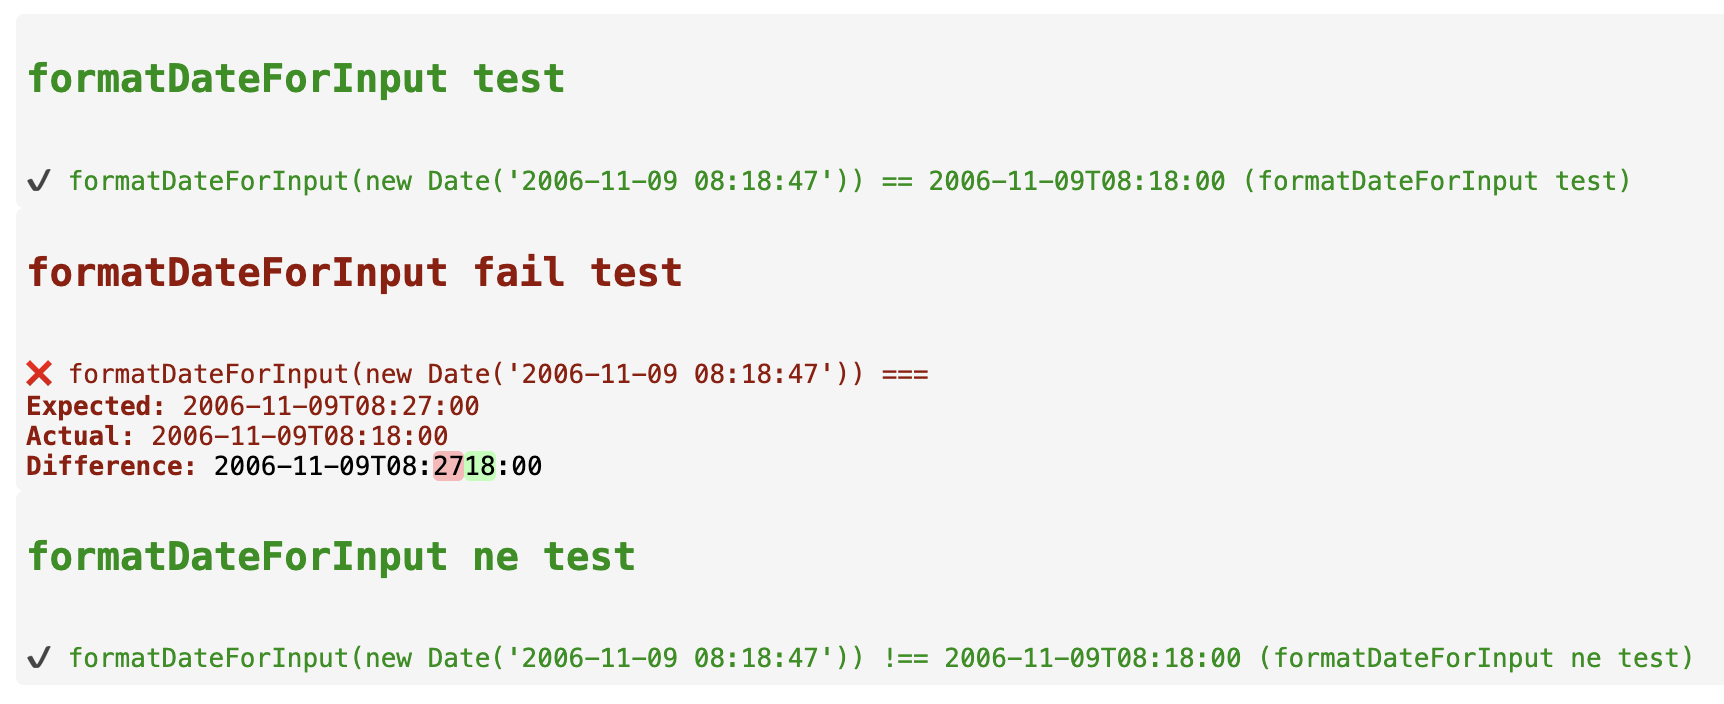 formatDateForInput test
✔ formatDateForInput(new Date('2006-11-09 08:18:47')) == 2006-11-09T08:18:00 (formatDateForInput test)
formatDateForInput fail test
❌ formatDateForInput(new Date('2006-11-09 08:18:47')) ===
Expected: 2006-11-09T08:27:00
Actual: 2006-11-09T08:18:00
Difference: 2006-11-09T08:2718:00
formatDateForInput ne test
✔ formatDateForInput(new Date('2006-11-09 08:18:47')) !== 2006-11-09T08:18:00 (formatDateForInput ne test)